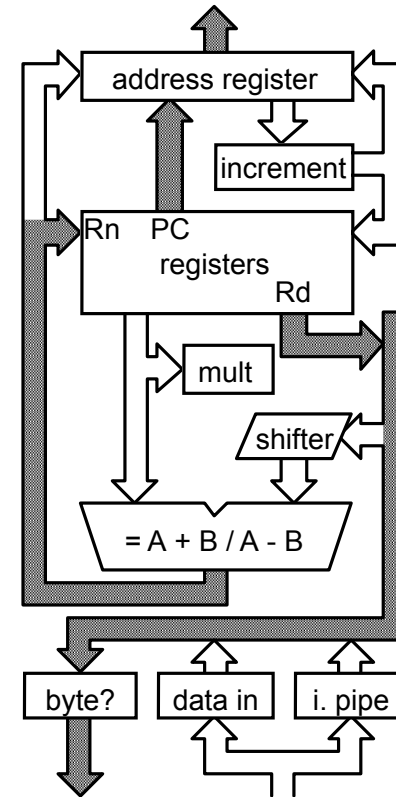 address register
increment
Rn PC
registers
Rd
mult
shifter
= A + B / A - B
byte?
data in
i. pipe